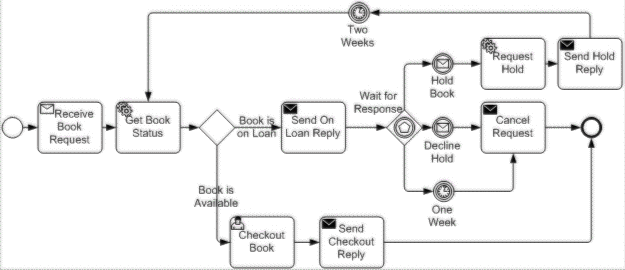 Two
Weeks
Receive
Book
Request
Get Book
Status
Book is
on Loan
Send On
Loan Reply
Wait for
Response
Hold
Book
Request
Hold
Send Hold
Reply
Decline
Hold
Cancel
Request
One
Week
Book is
Available
Checkout
Book
Send
Checkout
Reply